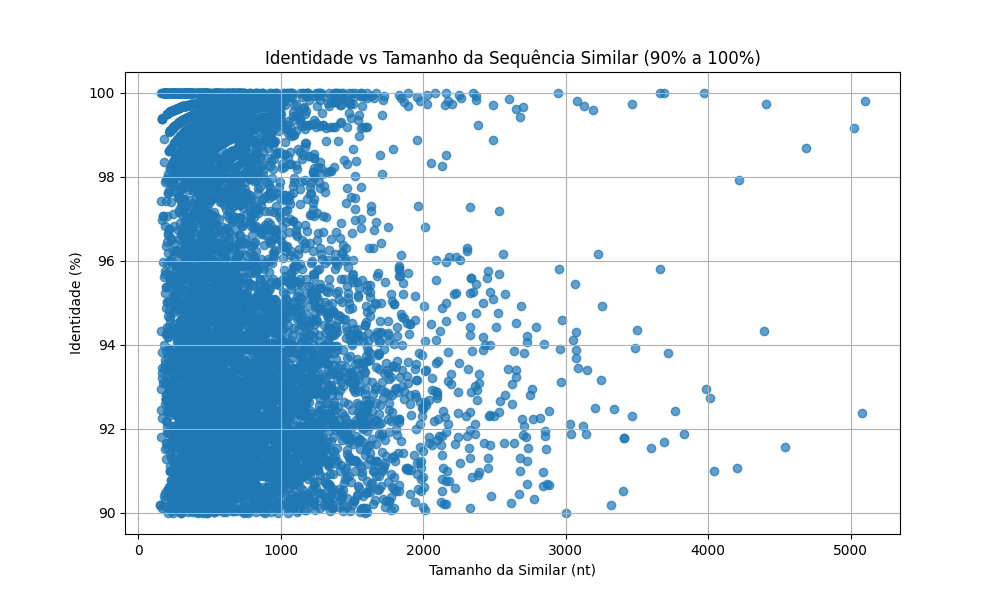 Identidade vs Tamanho da Sequência Similar (90% a 100%)
100
98
96
94
92
90
Identidade (%)
0 1000 2000 3000 4000 5000
Tamanho da Similar (nt)